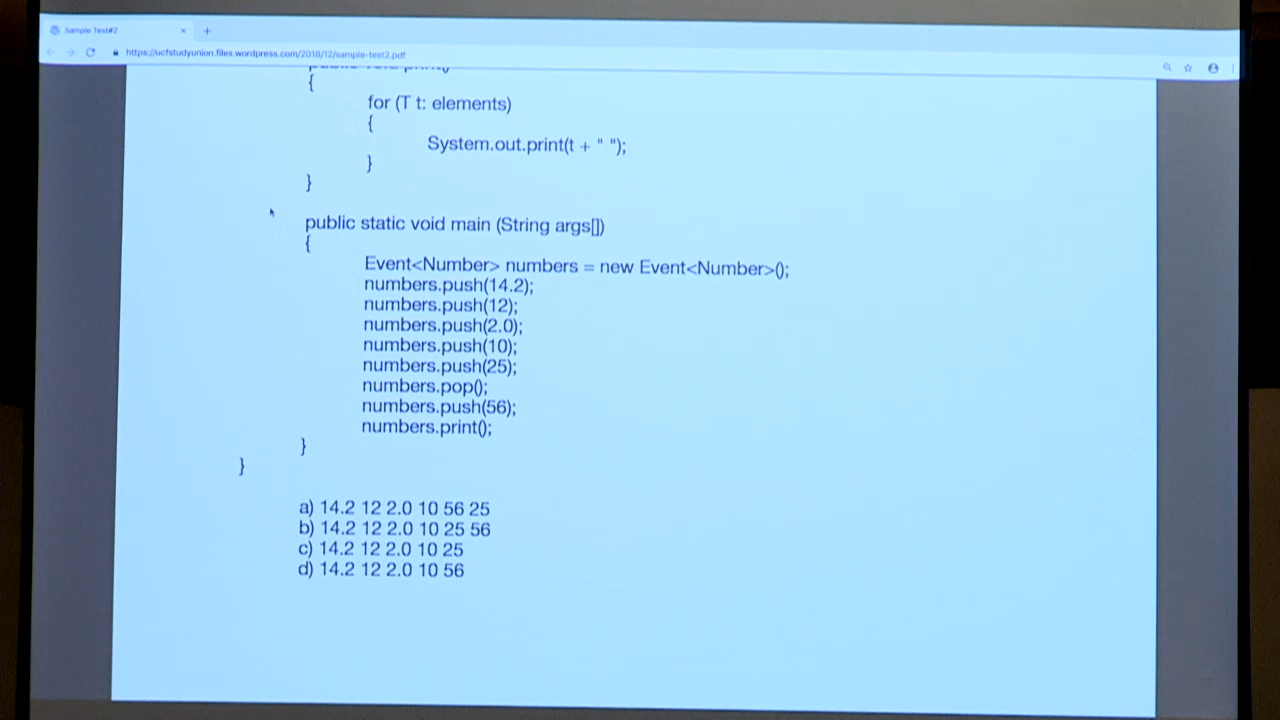 Sample Test#2
https://ucfstudyunion.files.wordpress.com/2018/12/sample-test2.pdf
{
for (T t: elements)
{
System.out.print(t + " ");
}
}
public static void main (String args[])
{
Event<Number> numbers = new Event<Number>();
numbers.push(14.2);
numbers.push(12);
numbers.push(2.0);
numbers.push(10);
numbers.push(25);
numbers.pop();
numbers.push(56);
numbers.print();
}
}
a) 14.2 12 2.0 10 56 25
b) 14.2 12 2.0 10 25 56
c) 14.2 12 2.0 10 25
d) 14.2 12 2.0 10 56